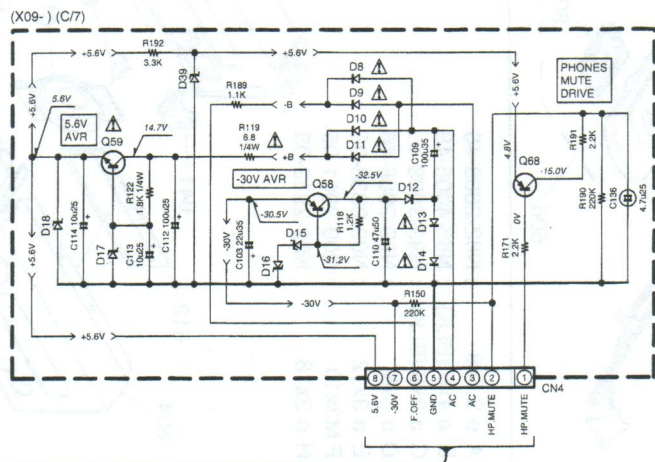 (X09- ) (C/7)
R192
3.3K
+5.6V
+5.6V
+5.6V
D39
R189
1.1K
-B
D8
D9
D10
D11
PHONES
MUTE
DRIVE
5.6V
5.6V
AVR
Q59
14.7V
R119
6.8
1/4W
+B
C109
100u35
+5.6V
4.8V
Q68
-15.0V
R191
2.2K
R190
220K
C136
4.7u25
-30V AVR
Q58
-32.5V
D12
D18
C114 10u25
D17
R122
1.8K 1/4W
C113
10u25
C112 100u25
-30V
-30.5V
C103 22u35
D15
D16
R118
1.2K
-31.2V
C110 47u50
D13
D14
0V
R171
2.2K
+5.6V
-30V
R150
220K
+5.6V
8 7 6 5 4 3 2 1
CN4
5.6V
-30V
F.OFF
GND
AC
AC
HP.MUTE
HP.MUTE